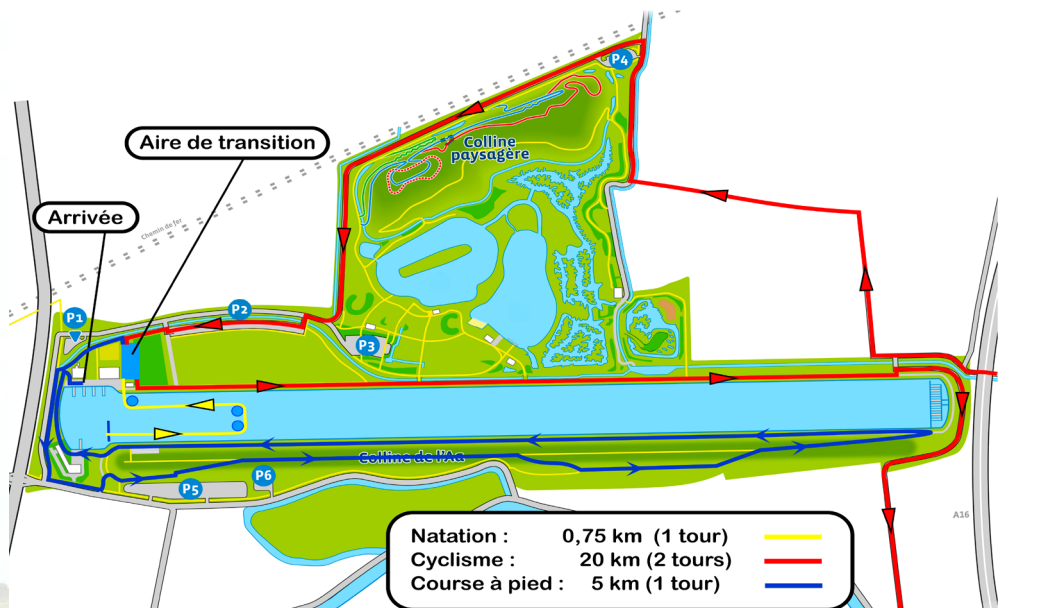 P4
Aire de transition
Colline
paysagère
Arrivée
Chemin de fer
P1
P2
P3
Colline de l'Aa
P5
P6
A16
Natation : 0,75 km (1 tour)
Cyclisme : 20 km (2 tours)
Course à pied : 5 km (1 tour)